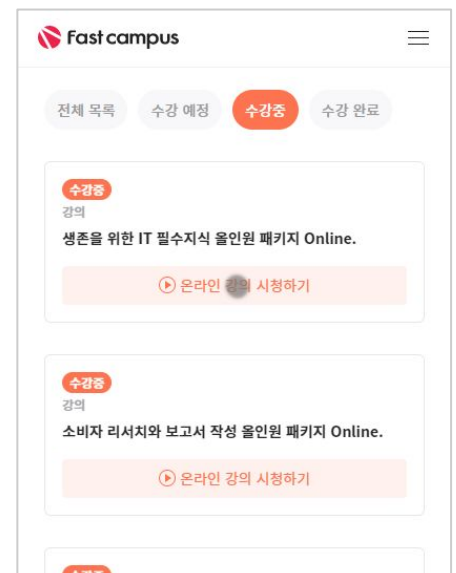 Fast campus
전체 목록 수강 예정 수강중 수강 완료
수강중
강의
생존을 위한 IT 필수지식 올인원 패키지 Online.
온라인 강의 시청하기
수강중
강의
소비자 리서치와 보고서 작성 올인원 패키지 Online.
온라인 강의 시청하기